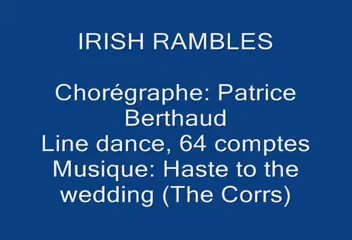 IRISH RAMBLES
Chorégraphe: Patrice
Berthaud
Line dance, 64 comptes
Musique: Haste to the
wedding (The Corrs)